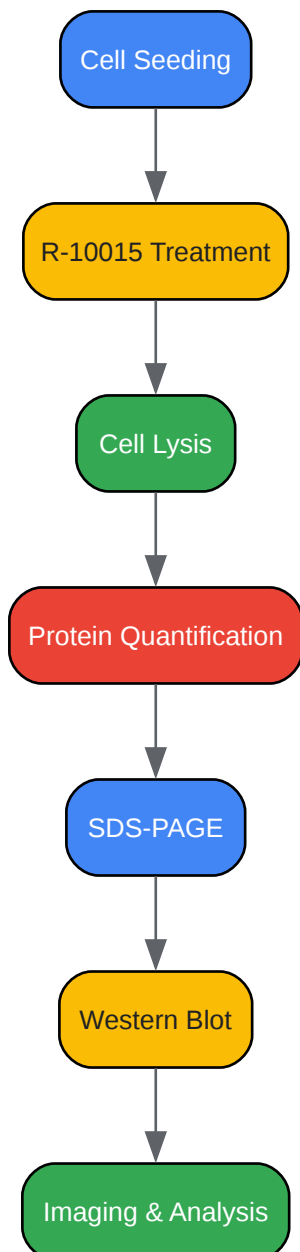 Cell Seeding
R-10015 Treatment
Cell Lysis
Protein Quantification
SDS-PAGE
Western Blot
Imaging & Analysis